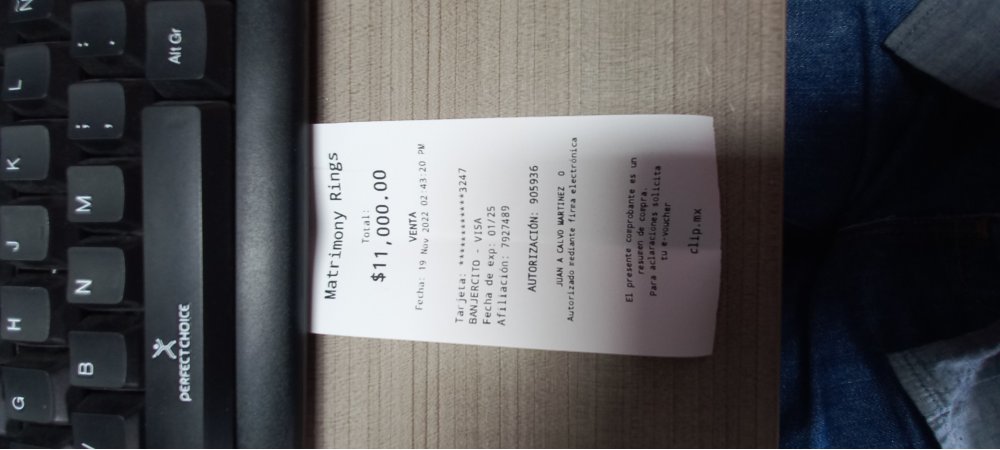 Matrimony Rings
Total:
$11,000.00
VENTA
Fecha: 19 Nov 2022 02:43:20 PM
Tarjeta: ************3247
BANJERCITO - VISA
Fecha de exp: 01/25
Afiliación: 7927489
AUTORIZACIÓN: 905936
JUAN A CALVO MARTINEZ O
Autorizado mediante firma electrónica
El presente comprobante es un
resumen de compra.
Para aclaraciones solicita
tu e-voucher
clip.mx
Ñ
L
K
J
H
G
: .
; ,
M
N
B
V
Alt Gr
PERFECTCHOICE